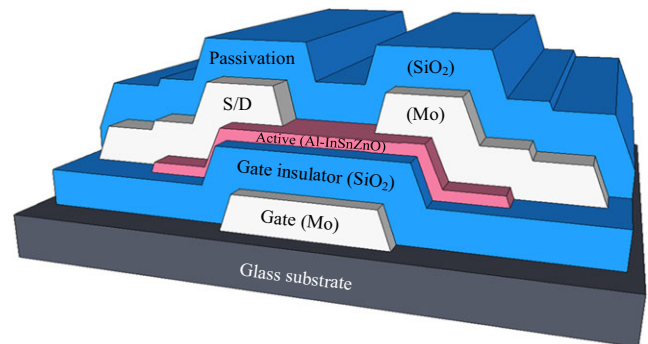 Passivation
(SiO₂)
S/D
(Mo)
Active (Al-InSnZnO)
Gate insulator (SiO₂)
Gate (Mo)
Glass substrate